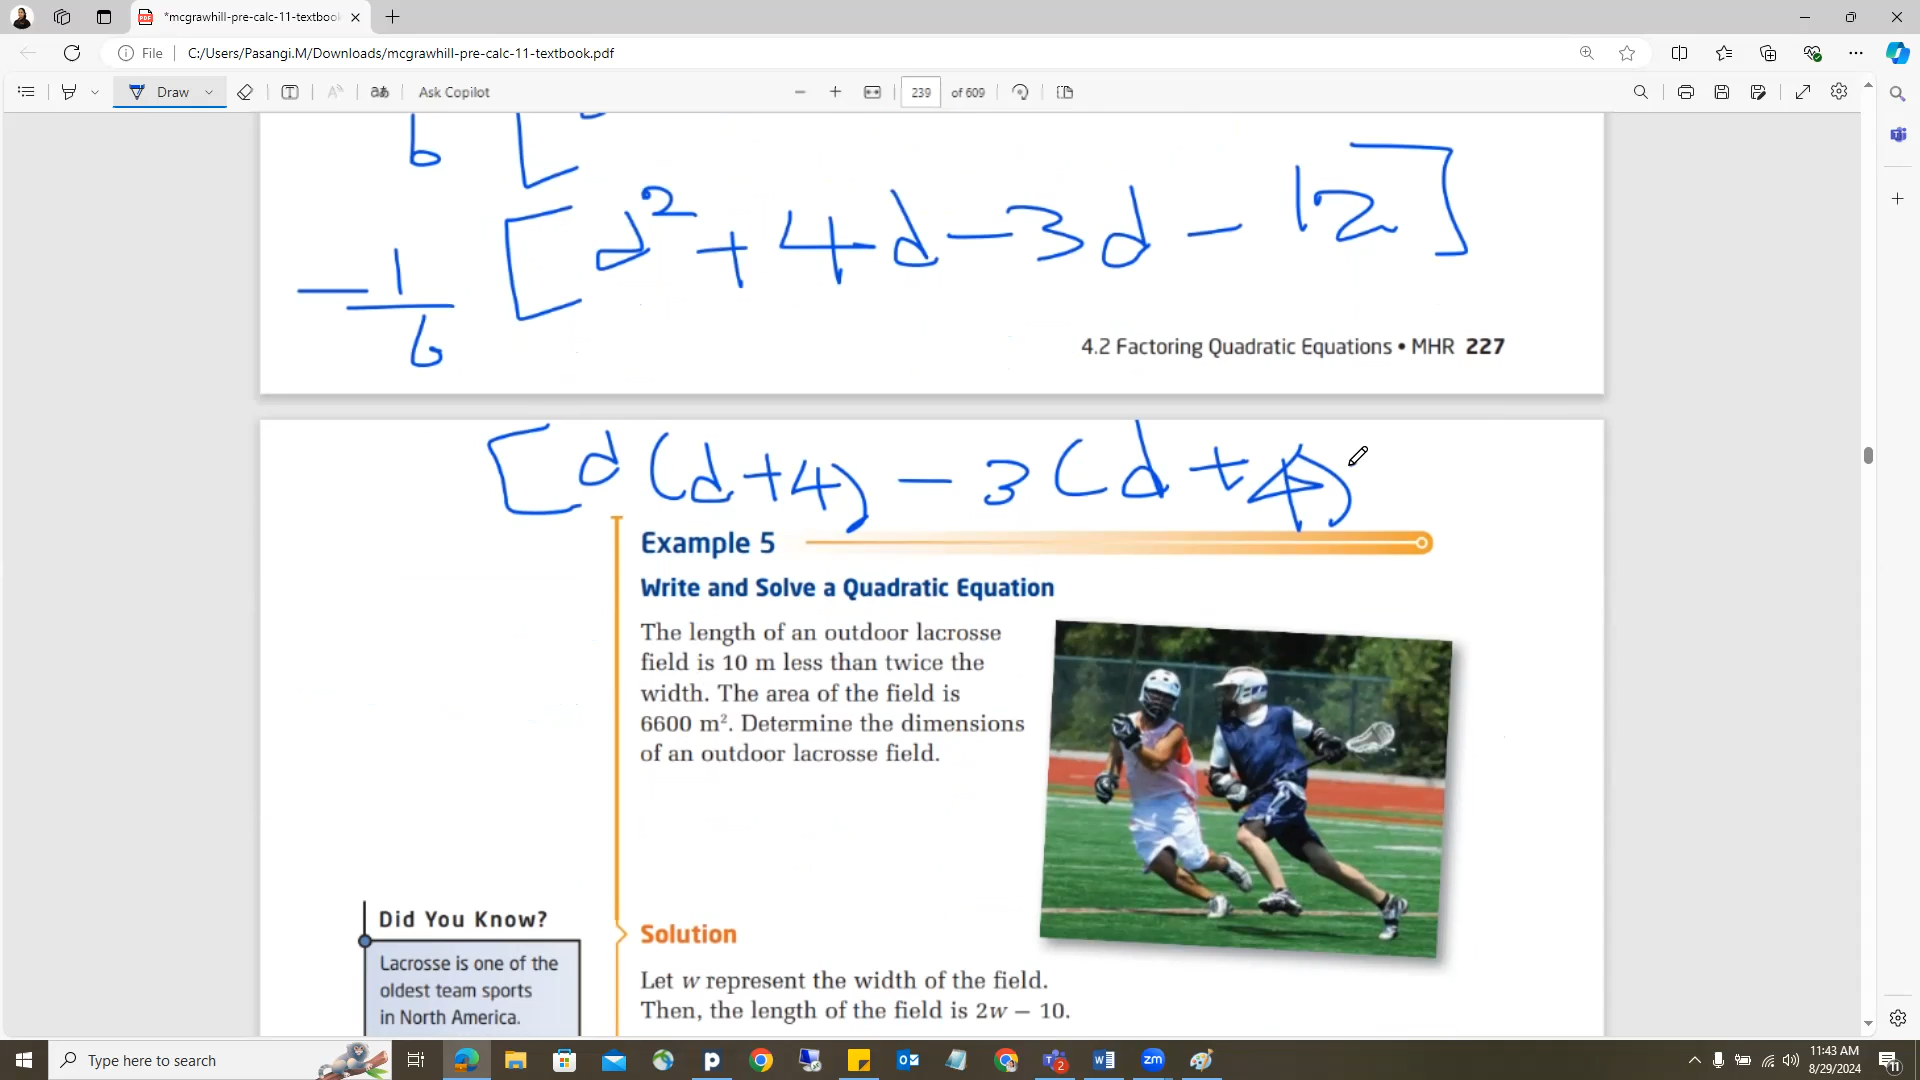 *mcgrawhill-pre-calc-11-textbook
File C:/Users/Pasangi.M/Downloads/mcgrawhill-pre-calc-11-textbook.pdf
Draw Ask Copilot 239 of 609
6 [
-1/6 [d² + 4d - 3d - 12]
4.2 Factoring Quadratic Equations • MHR 227
[d (d+4) - 3 (d + 4)
Example 5
Write and Solve a Quadratic Equation
The length of an outdoor lacrosse
field is 10 m less than twice the
width. The area of the field is
6600 m². Determine the dimensions
of an outdoor lacrosse field.
Did You Know?
Lacrosse is one of the
oldest team sports
in North America.
Solution
Let w represent the width of the field.
Then, the length of the field is 2w − 10.
Type here to search
11:43 AM
8/29/2024